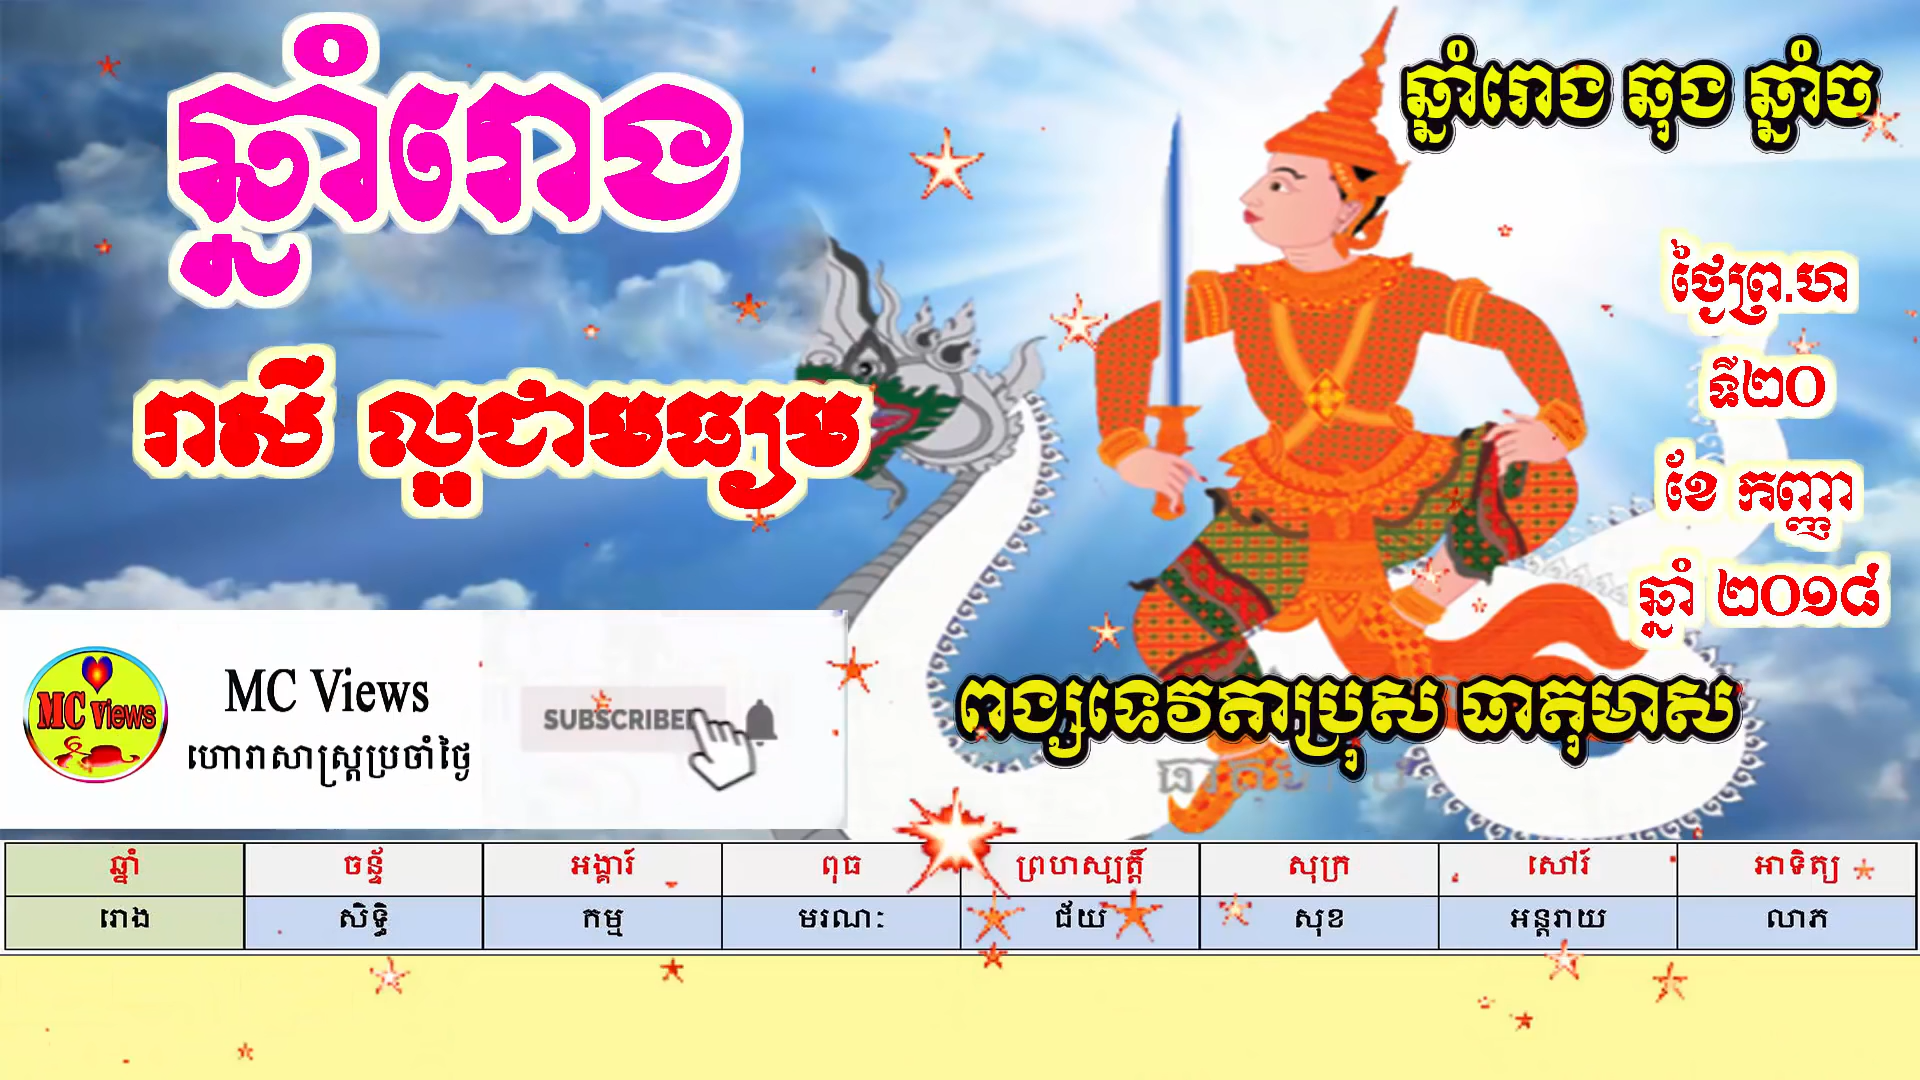 ឆ្នាំរោង
ឆ្នាំរោង ឆុង ឆ្នាំច
រាសី ល្អជាមធ្យម
ថ្ងៃព្រ.ហ
ទី២០
ខែ កញ្ញា
ឆ្នាំ ២០១៨
ពង្សទេវតាប្រុស ធាតុមាស
MC Views
MC Views
ហោរាសាស្ត្រប្រចាំថ្ងៃ
SUBSCRIBED
ឆ្នាំ ចន្ទ័ អង្គារ៍ ពុធ ព្រហស្បត្តិ៍ សុក្រ សៅរ៍ អាទិត្យ
រោង សិទ្ធិ កម្ម មរណៈ ជ័យ សុខ អន្តរាយ លាភ